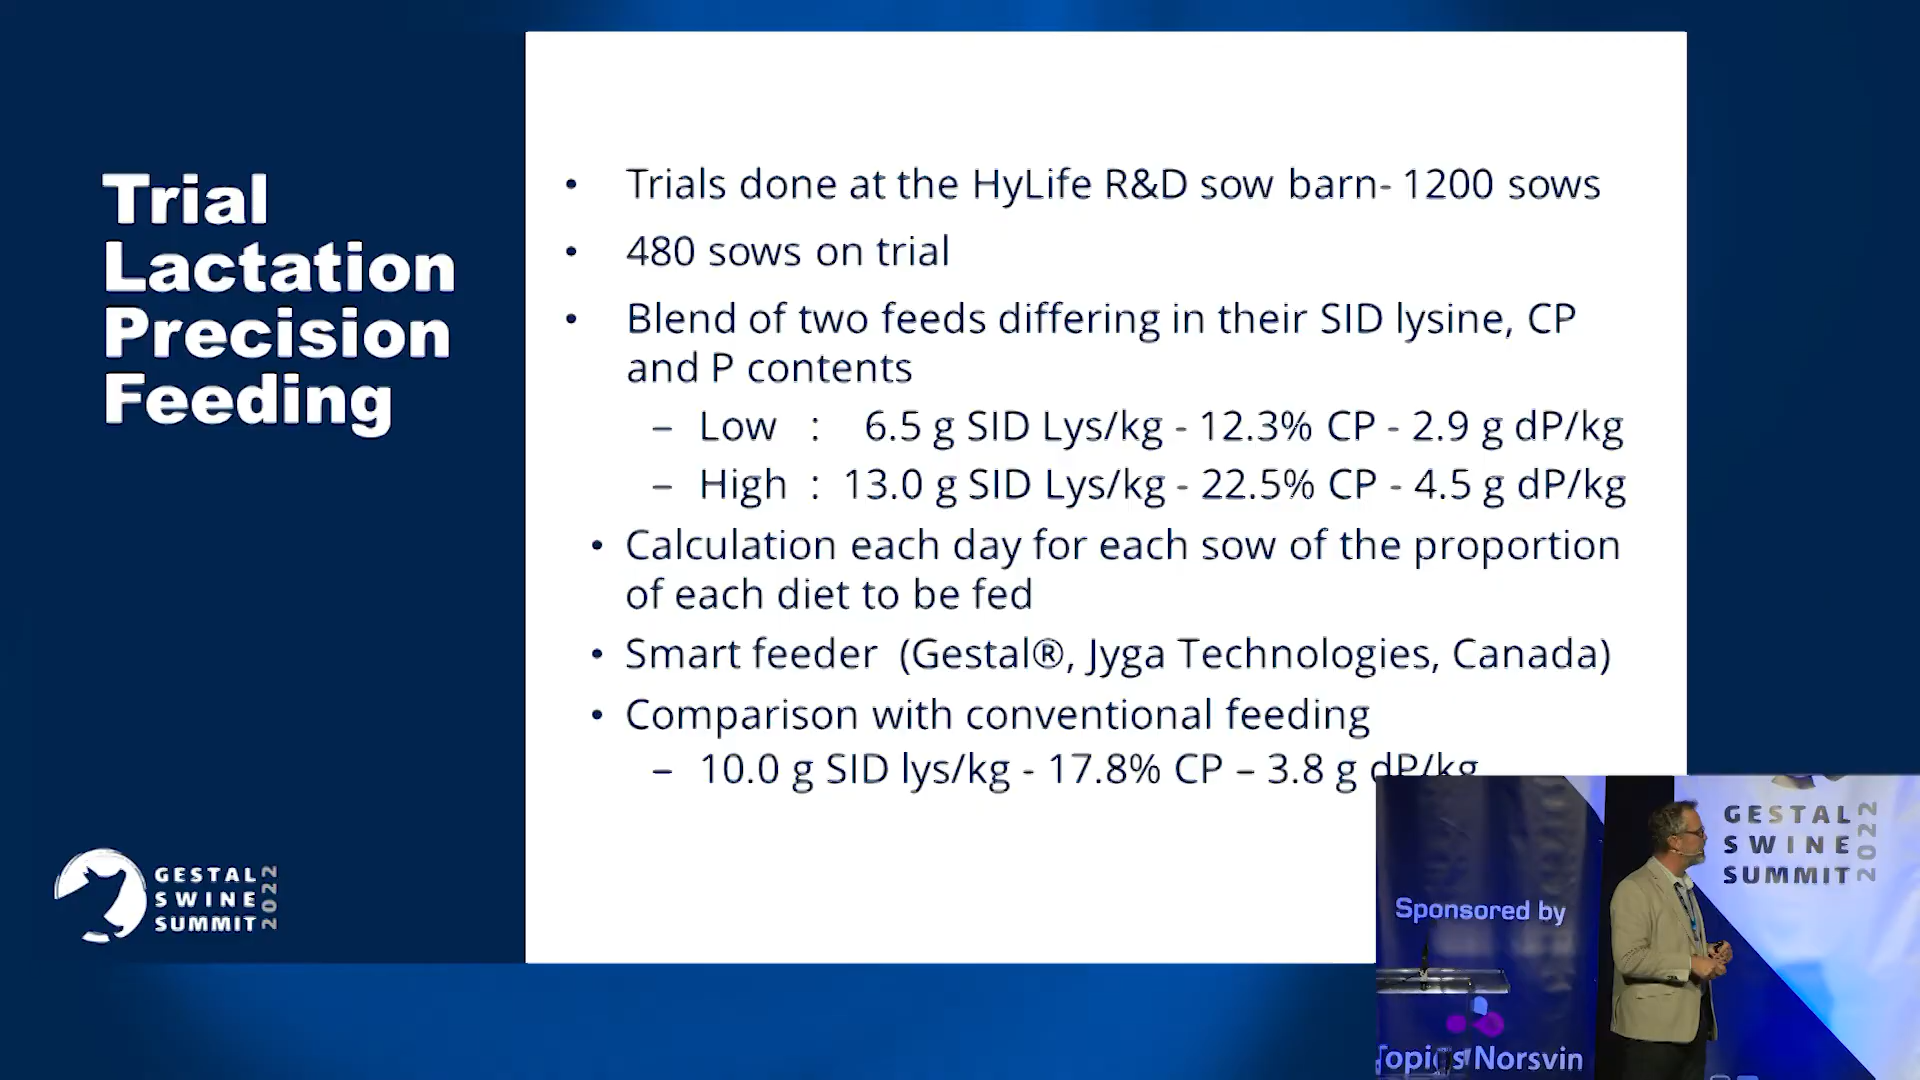 Trial
Lactation
Precision
Feeding
• Trials done at the HyLife R&D sow barn- 1200 sows
• 480 sows on trial
• Blend of two feeds differing in their SID lysine, CP
and P contents
– Low : 6.5 g SID Lys/kg - 12.3% CP - 2.9 g dP/kg
– High : 13.0 g SID Lys/kg - 22.5% CP - 4.5 g dP/kg
• Calculation each day for each sow of the proportion
of each diet to be fed
• Smart feeder (Gestal®, Jyga Technologies, Canada)
• Comparison with conventional feeding
– 10.0 g SID lys/kg - 17.8% CP – 3.8 g dP/kg
GESTAL
SWINE
SUMMIT
2022
GESTAL
SWINE
SUMMIT
2022
Sponsored by
Topigs Norsvin